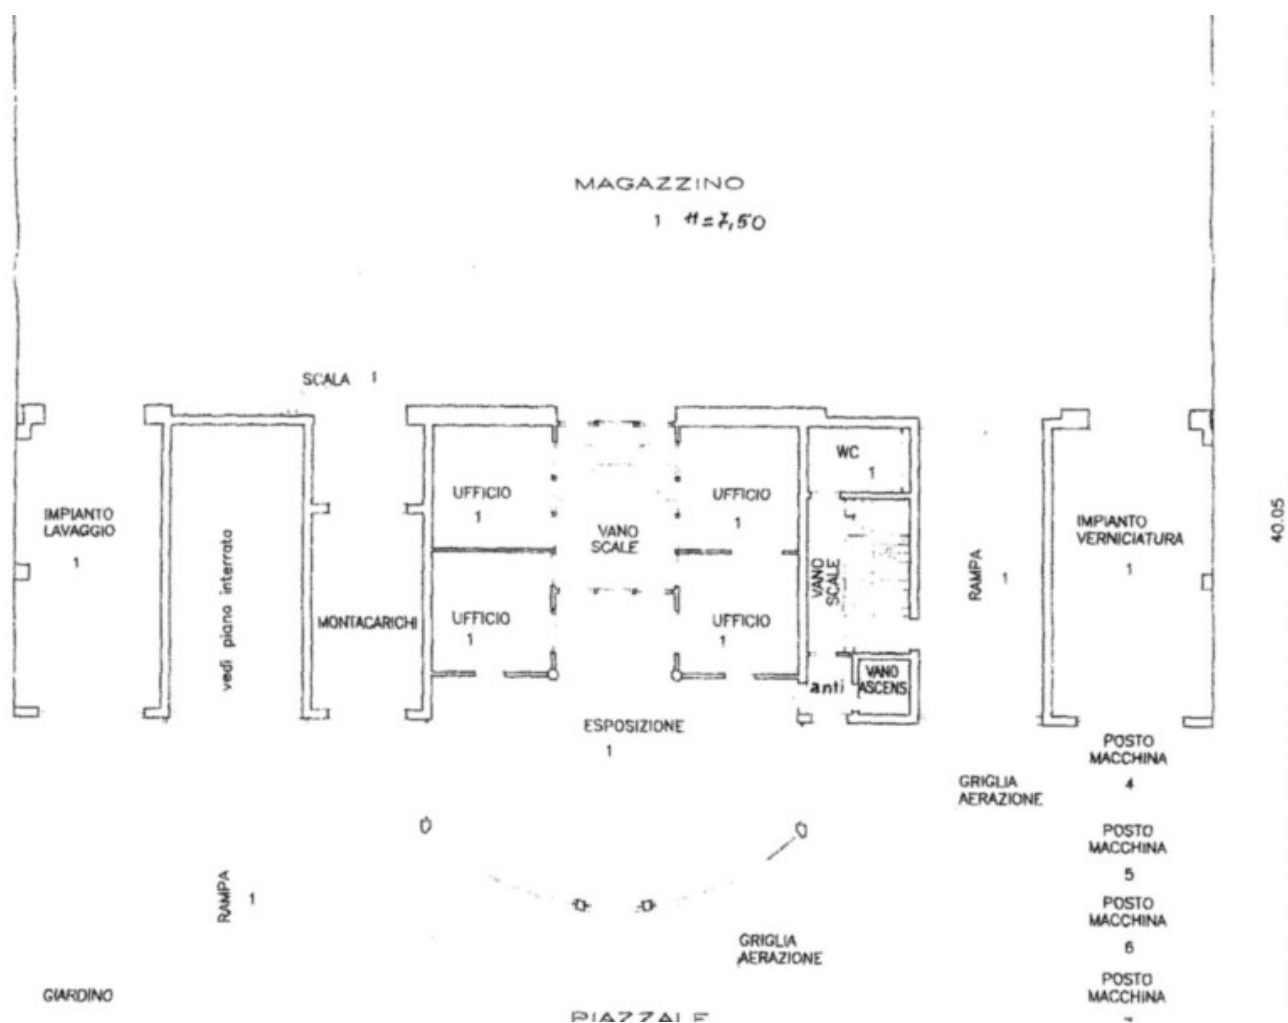 MAGAZZINO
1 H=7,50
SCALA 1
WC
1
UFFICIO
1
UFFICIO
1
IMPIANTO
LAVAGGIO
1
VANO
SCALE
IMPIANTO
VERNICIATURA
1
40.05
vedi piano interrato
VANO
SCALE
RAMPA 1
MONTACARICHI
UFFICIO
1
UFFICIO
1
VANO
ASCENS.
anti
ESPOSIZIONE
1
POSTO
MACCHINA
4
GRIGLIA
AERAZIONE
POSTO
MACCHINA
5
RAMPA 1
POSTO
MACCHINA
6
GRIGLIA
AERAZIONE
POSTO
MACCHINA
7
GIARDINO
PIAZZALE